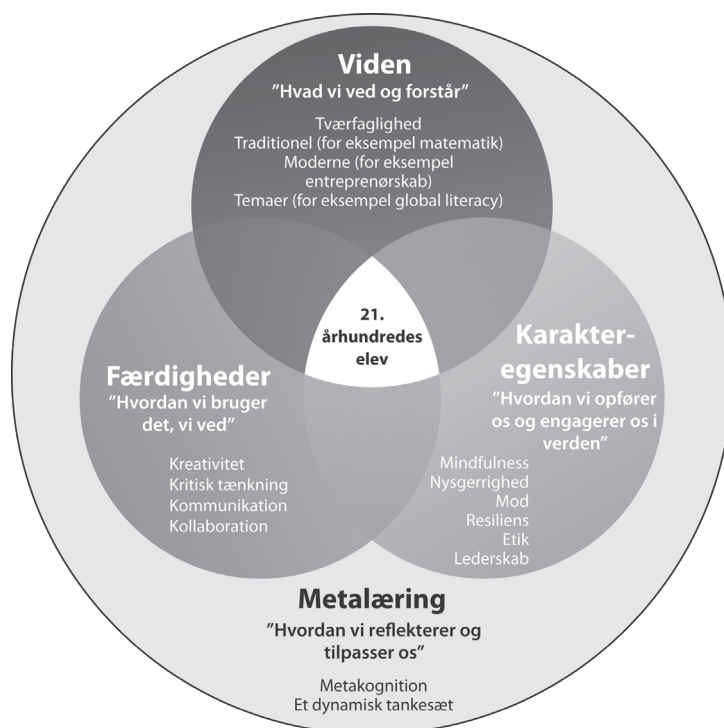 Viden
"Hvad vi ved og forstår"
Tværfaglighed
Traditionel (for eksempel matematik)
Moderne (for eksempel
entreprenørskab)
Temaer (for eksempel global literacy)
21.
århundredes
elev
Færdigheder
"Hvordan vi bruger
det, vi ved"
Kreativitet
Kritisk tænkning
Kommunikation
Kollaboration
Karakter-
egenskaber
"Hvordan vi opfører
os og engagerer os i
verden"
Mindfulness
Nysgerrighed
Mod
Resiliens
Etik
Lederskab
Metalæring
"Hvordan vi reflekterer og
tilpasser os"
Metakognition
Et dynamisk tankesæt